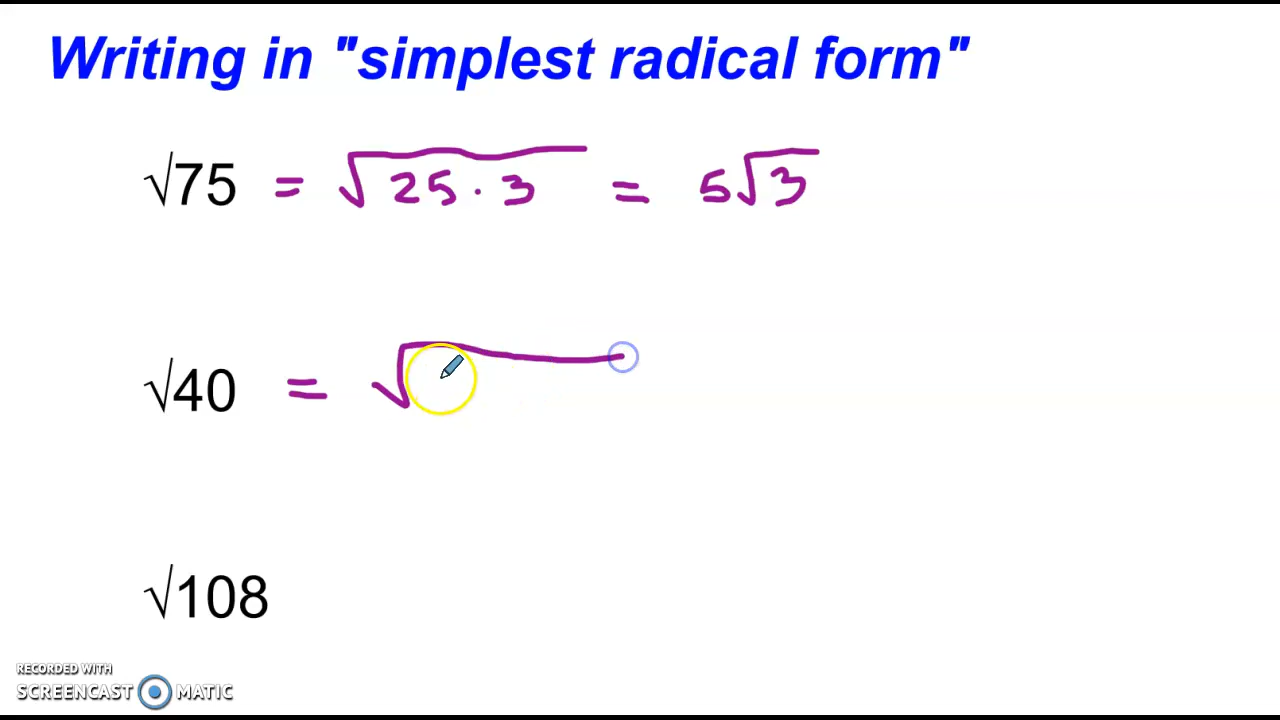 Writing in "simplest radical form"
√75 = √25 · 3 = 5√3
√40 = √
√108
RECORDED WITH
SCREENCAST MATIC